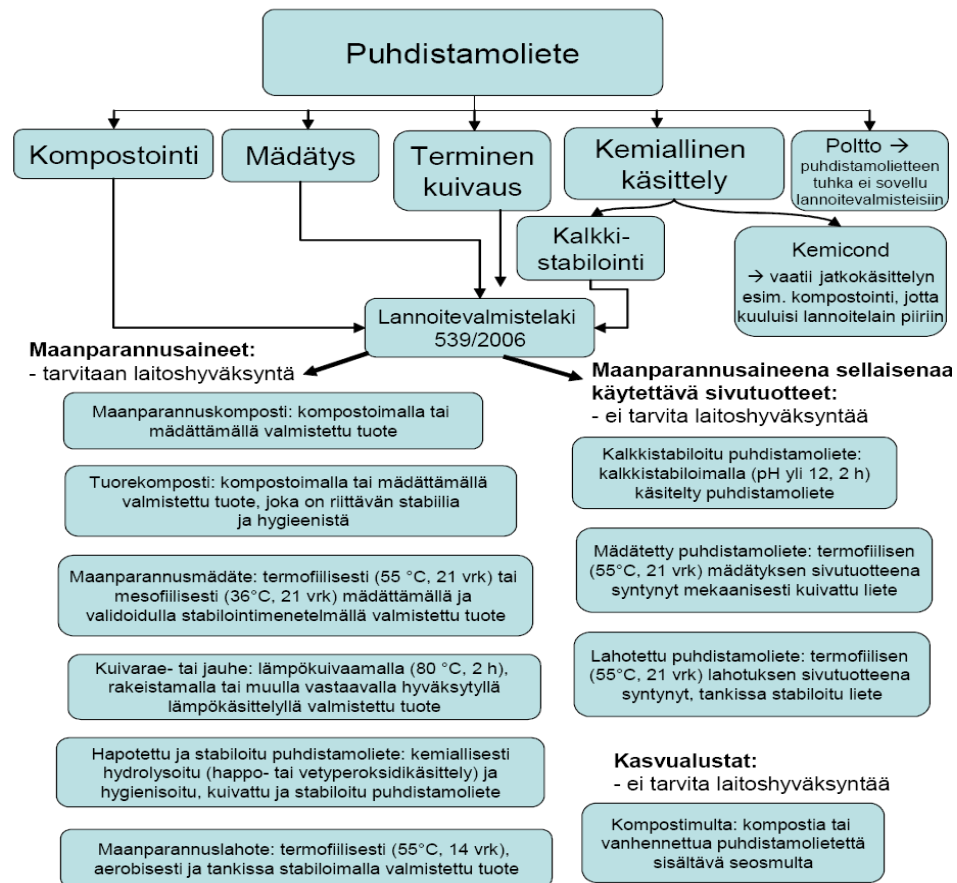 Puhdistamoliete
Kompostointi
Mädätys
Terminen
kuivaus
Kemiallinen
käsittely
Poltto →
puhdistamolietteen
tuhka ei sovellu
lannoitevalmisteisiin
Kalkki-
stabilointi
Kemicond
→ vaatii jatkokäsittelyn
esim. kompostointi, jotta
kuuluisi lannoitelain piiriin
Lannoitevalmistelaki
539/2006
Maanparannusaineet:
- tarvitaan laitoshyväksyntä
Maanparannuskomposti: kompostoimalla tai
mädättämällä valmistettu tuote
Tuorekomposti: kompostoimalla tai mädättämällä
valmistettu tuote, joka on riittävän stabiilia
ja hygieenistä
Maanparannusmädäte: termofiilisesti (55 °C, 21 vrk) tai
mesofiilisesti (36°C, 21 vrk) mädättämällä ja
validoidulla stabilointimenetelmällä valmistettu tuote
Kuivarae- tai jauhe: lämpökuivaamalla (80 °C, 2 h),
rakeistamalla tai muulla vastaavalla hyväksytyllä
lämpökäsittelyllä valmistettu tuote
Hapotettu ja stabiloitu puhdistamoliete: kemiallisesti
hydrolysoitu (happo- tai vetyperoksidikäsittely) ja
hygienisoitu, kuivattu ja stabiloitu puhdistamoliete
Maanparannuslahote: termofiilisesti (55°C, 14 vrk),
aerobisesti ja tankissa stabiloimalla valmistettu tuote
Maanparannusaineena sellaisenaa
käytettävä sivutuotteet:
- ei tarvita laitoshyväksyntää
Kalkkistabiloitu puhdistamoliete:
kalkkistabiloimalla (pH yli 12, 2 h)
käsitelty puhdistamoliete
Mädätetty puhdistamoliete: termofiilisen
(55°C, 21 vrk) mädätyksen sivutuotteena
syntynyt mekaanisesti kuivattu liete
Lahotettu puhdistamoliete: termofiilisen
(55°C, 21 vrk) lahotuksen sivutuotteena
syntynyt, tankissa stabiloitu liete
Kasvualustat:
- ei tarvita laitoshyväksyntää
Kompostimulta: kompostia tai
vanhennettua puhdistamolietettä
sisältävä seosmulta